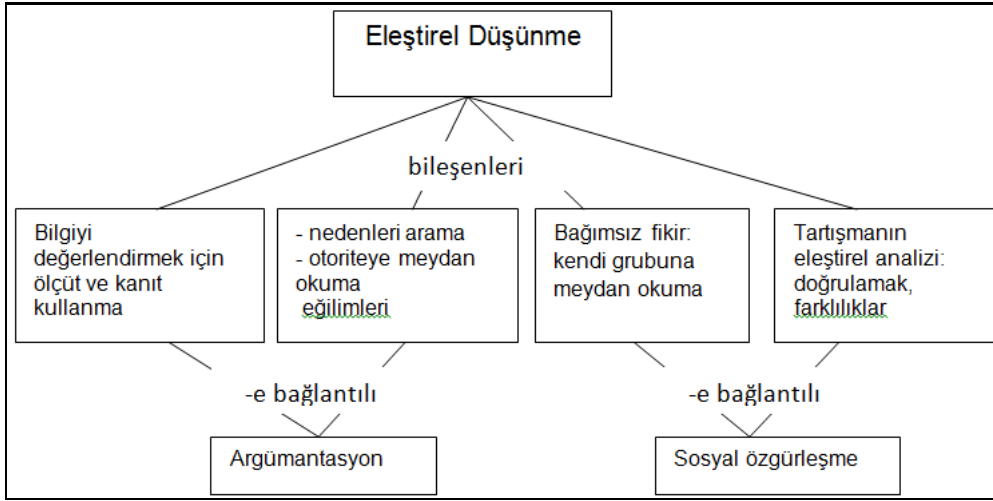 Eleştirel Düşünme
bileşenleri
Bilgiyi
değerlendirmek için
ölçüt ve kanıt
kullanma
- nedenleri arama
- otoriteye meydan
okuma
eğilimleri
Bağımsız fikir:
kendi grubuna
meydan okuma
Tartışmanın
eleştirel analizi:
doğrulamak,
farklılıklar
-e bağlantılı
-e bağlantılı
Argümantasyon
Sosyal özgürleşme